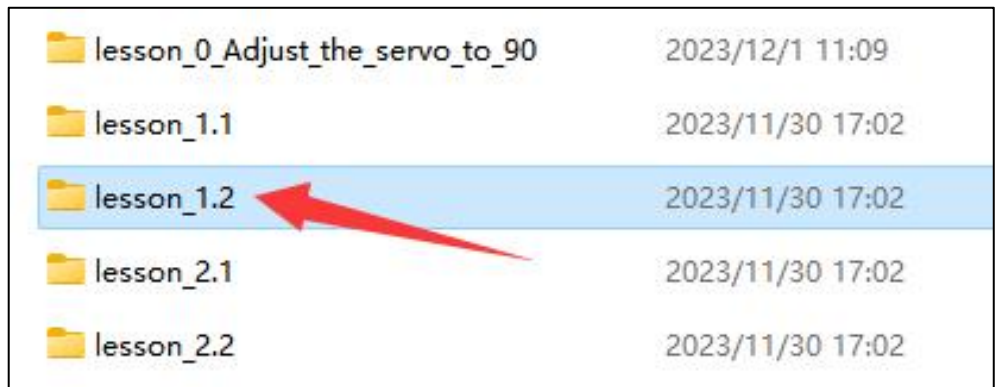 lesson_0_Adjust_the_servo_to_90 2023/12/1 11:09
lesson_1.1 2023/11/30 17:02
lesson_1.2 2023/11/30 17:02
lesson_2.1 2023/11/30 17:02
lesson_2.2 2023/11/30 17:02